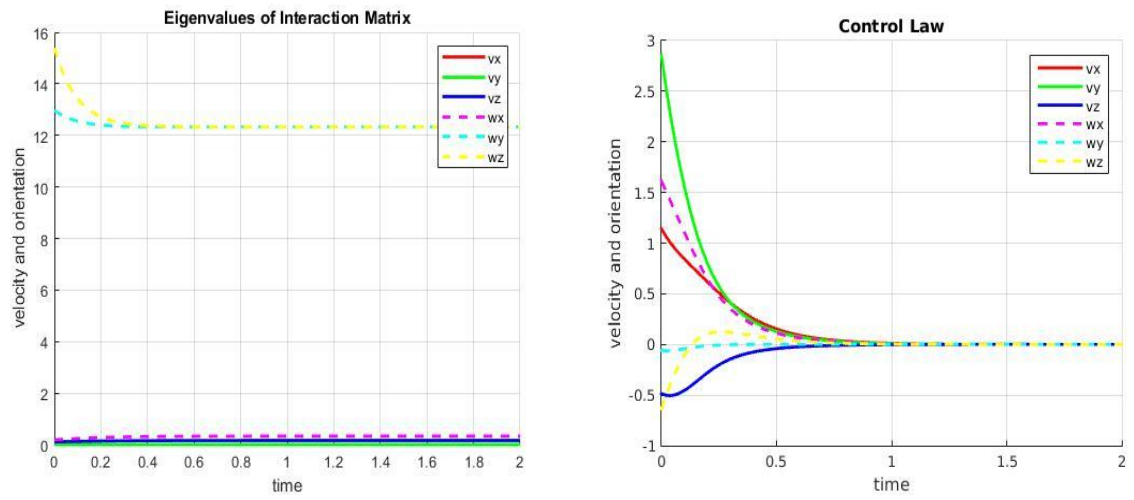 Eigenvalues of Interaction Matrix
velocity and orientation
16
14
12
10
8
6
4
2
0
0 0.2 0.4 0.6 0.8 1 1.2 1.4 1.6 1.8 2
time
vx
vy
vz
wx
wy
wz
Control Law
velocity and orientation
3
2.5
2
1.5
1
0.5
0
-0.5
-1
0 0.5 1 1.5 2
time
vx
vy
vz
wx
wy
wz